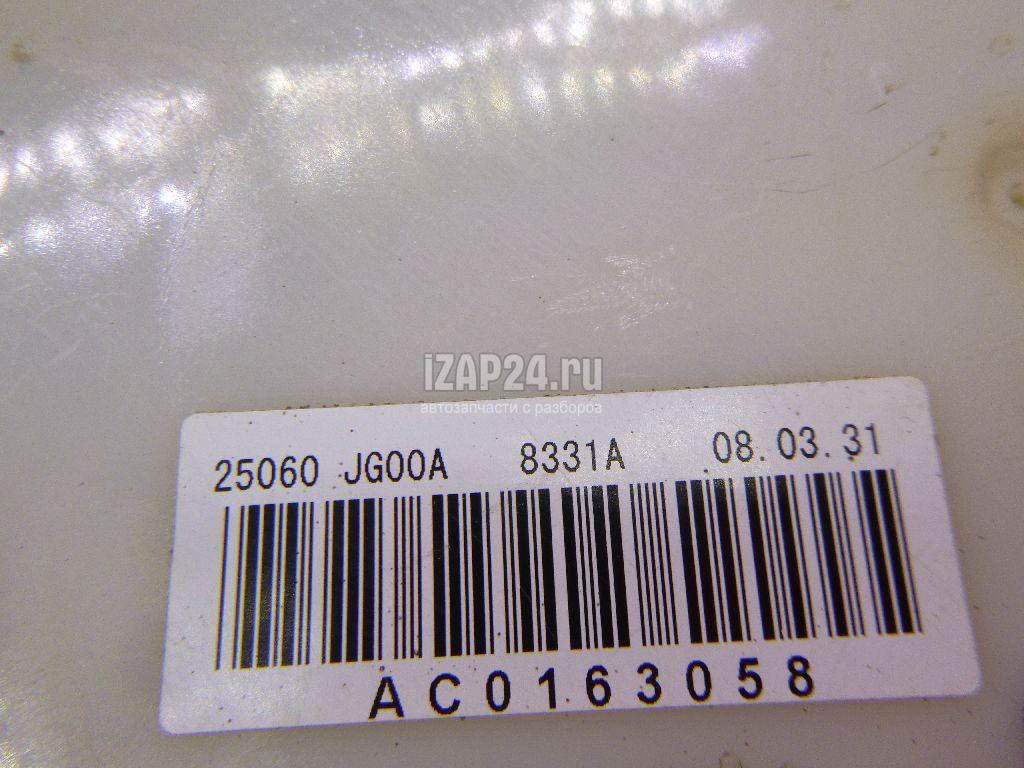 iZAP24.ru
автозапчасти с разбороа
25060 JG00A 8331A 08.03.31
AC0163058